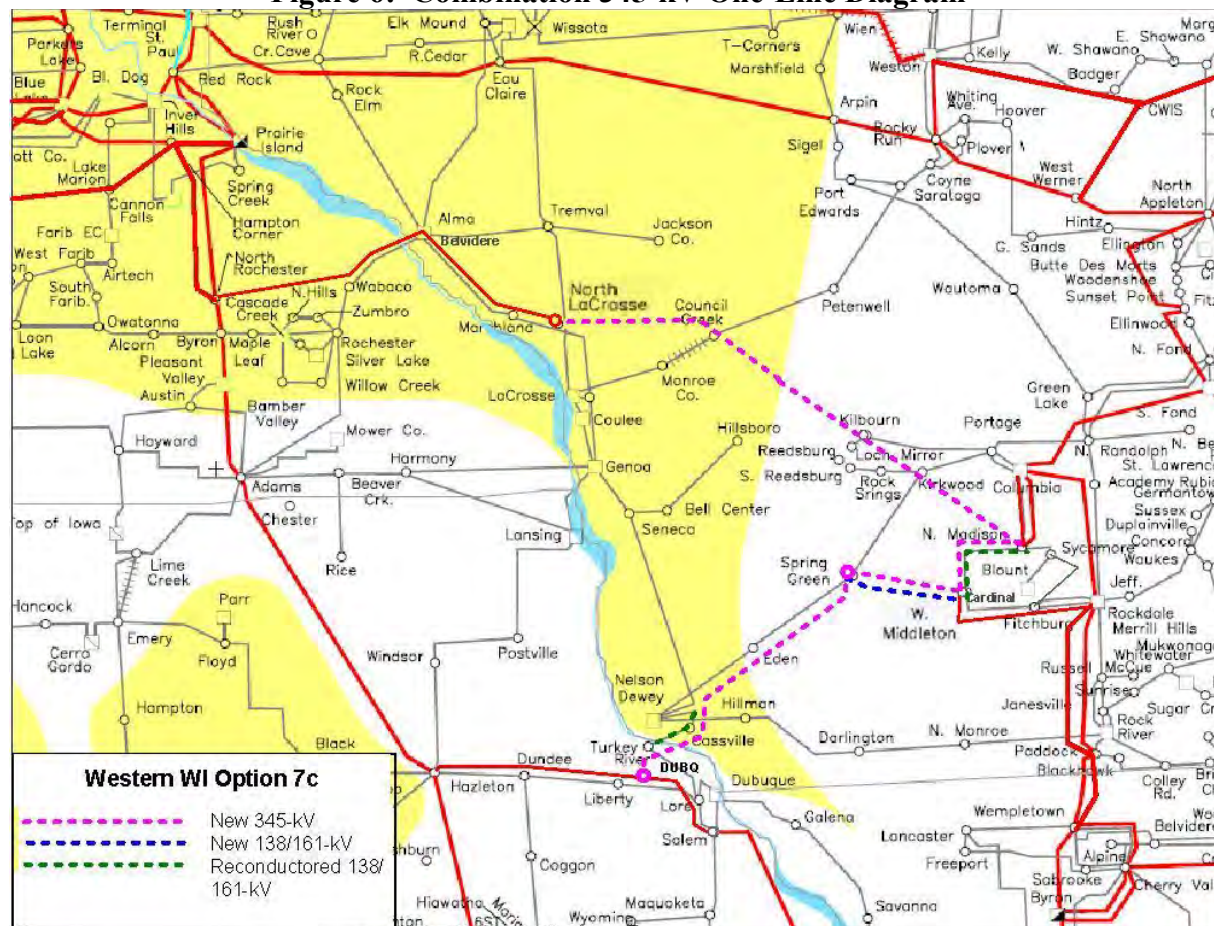 Figure 6: Combination 345-kV One-Line Diagram
Terminal
St. Paul
Rush River
Elk Mound
Wissota
Parkers Lake
Cr.Cave
R.Cedar
T-Corners
Wien
Kelly
W. Shawano
E. Shawano
Blue Lake
Bl. Dog
Red Rock
Eau Claire
Marshfield
Weston
Badger
Rock Elm
Arpin
Whiting Ave.
Hoover
CWIS
Inver Hills
Prairie Island
Rocky Run
Plover
Sigel
Lake Marion
Spring Creek
West Werner
North Appleton
Cannon Falls
Hampton Corner
Port Edwards
Coyne
Saratoga
Farib EC
Alma
Belvidere
Tremval
Jackson Co.
Hintz
G. Sands
Ellington
West Farib
Airtech
North Rochester
Butte Des Morts
Woodenshoe
Sunset Point
South Farib.
Cascade Creek
N.Hills
Wabaco
North LaCrosse
Council Creek
Petenwell
Wautoma
Zumbro
Marshland
Ellinwood
Owatanna
Alcorn
Byron
Maple Leaf
Rochester
Silver Lake
N. Fond
Loon Lake
Pleasant Valley
Willow Creek
Monroe Co.
Green Lake
Austin
LaCrosse
Bamber Valley
Coulee
Kilbourn
Portage
S. Fond
Hayward
Mower Co.
Hillsboro
Reedsburg
Loch. Mirror
N. Randolph
Harmony
Genoa
S. Reedsburg
Rock Srings
Kirkwood
Columbia
St. Lawrence
Adams
Beaver Crk.
Academy
Chester
Bell Center
Germantown
Sussex
Top of Iowa
Seneca
Duplainville
Lansing
N. Madison
Sycamore
Concord
Lime Creek
Rice
Spring Green
Blount
Waukes
Hancock
Parr
Cardinal
Jeff.
W. Middleton
Fitchburg
Rockdale
Emery
Floyd
Merrill Hills
Cerro Gordo
Windsor
Postville
Eden
Mukwonago
Whitewater
Russell
McCue
Nelson Dewey
Hillman
Janesville
Sunrise
Sugar
Hampton
Cassville
Rock River
Black
Turkey River
Darlington
N. Monroe
Paddock
Dundee
DUBQ
Dubuque
Blackhawk
Colley Rd.
Hazleton
Liberty
Lore
Wempletown
Salem
Galena
Lancaster
Belvidere
Freeport
Alpine
Coggon
Sabrooke
Cherry Val
Byron
Hiawatha
Maquoketa
Wyoming
Savanna
Western WI Option 7c
New 345-kV
New 138/161-kV
Reconductored 138/
161-kV